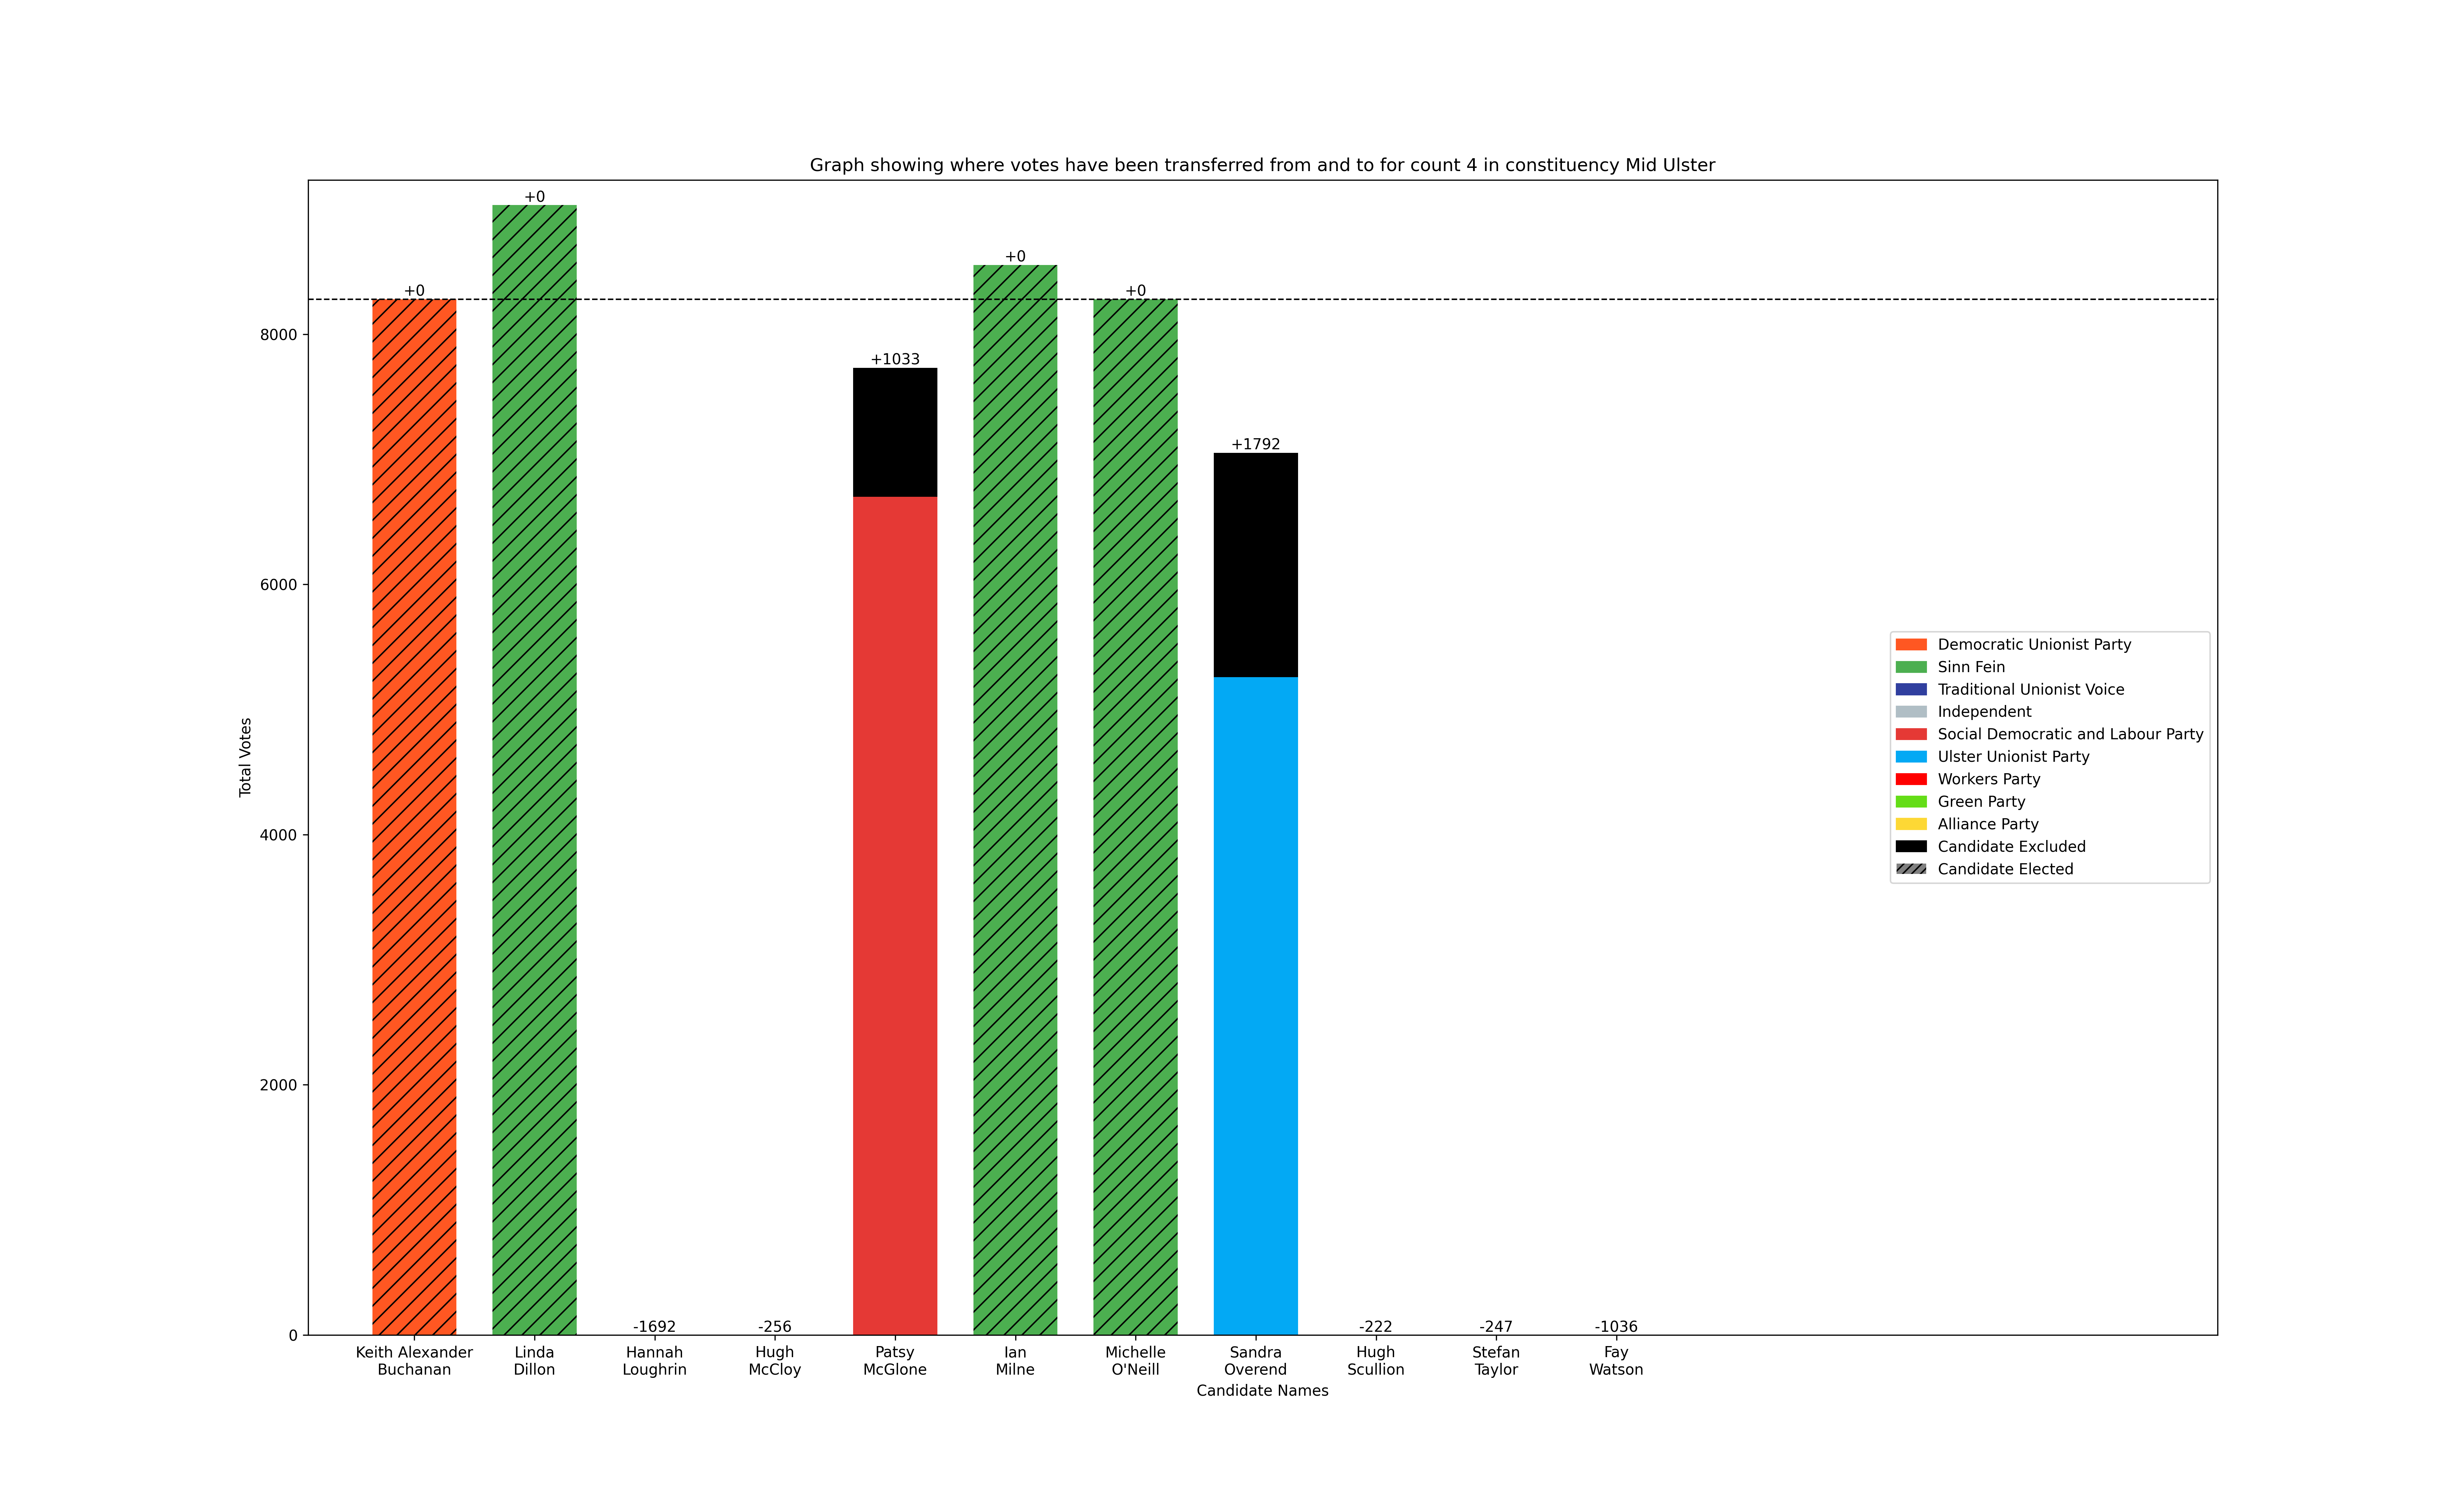 Graph showing where votes have been transferred from and to for count 4 in constituency Mid Ulster
+0
+0
+0
+0
+1033
+1792
-1692
-256
-222
-247
-1036
8000
6000
4000
2000
0
Total Votes
Democratic Unionist Party
Sinn Fein
Traditional Unionist Voice
Independent
Social Democratic and Labour Party
Ulster Unionist Party
Workers Party
Green Party
Alliance Party
Candidate Excluded
Candidate Elected
Keith Alexander
Buchanan
Linda
Dillon
Hannah
Loughrin
Hugh
McCloy
Patsy
McGlone
Ian
Milne
Michelle
O'Neill
Sandra
Overend
Hugh
Scullion
Stefan
Taylor
Fay
Watson
Candidate Names